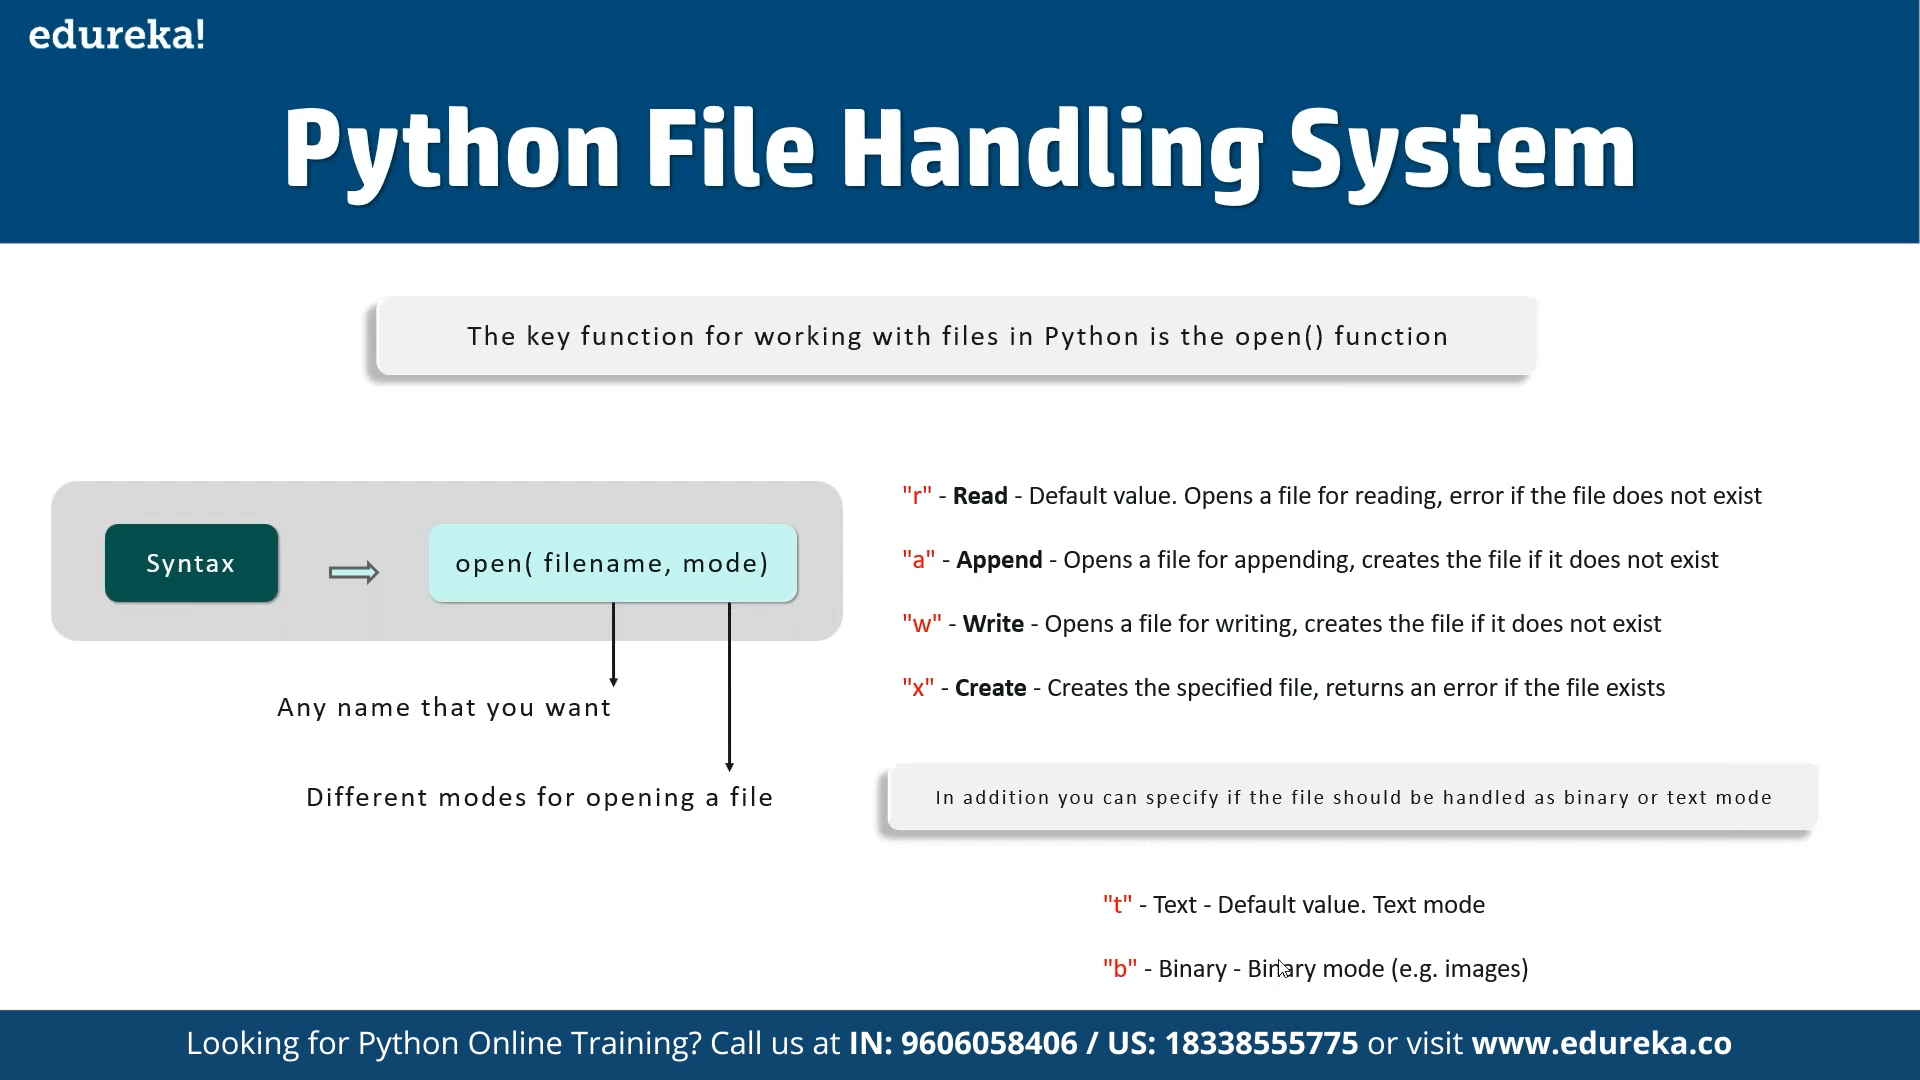 edureka!
Python File Handling System
The key function for working with files in Python is the open() function
Syntax
open( filename, mode)
Any name that you want
Different modes for opening a file
"r" - Read - Default value. Opens a file for reading, error if the file does not exist
"a" - Append - Opens a file for appending, creates the file if it does not exist
"w" - Write - Opens a file for writing, creates the file if it does not exist
"x" - Create - Creates the specified file, returns an error if the file exists
In addition you can specify if the file should be handled as binary or text mode
"t" - Text - Default value. Text mode
"b" - Binary - Binary mode (e.g. images)
Looking for Python Online Training? Call us at IN: 9606058406 / US: 18338555775 or visit www.edureka.co